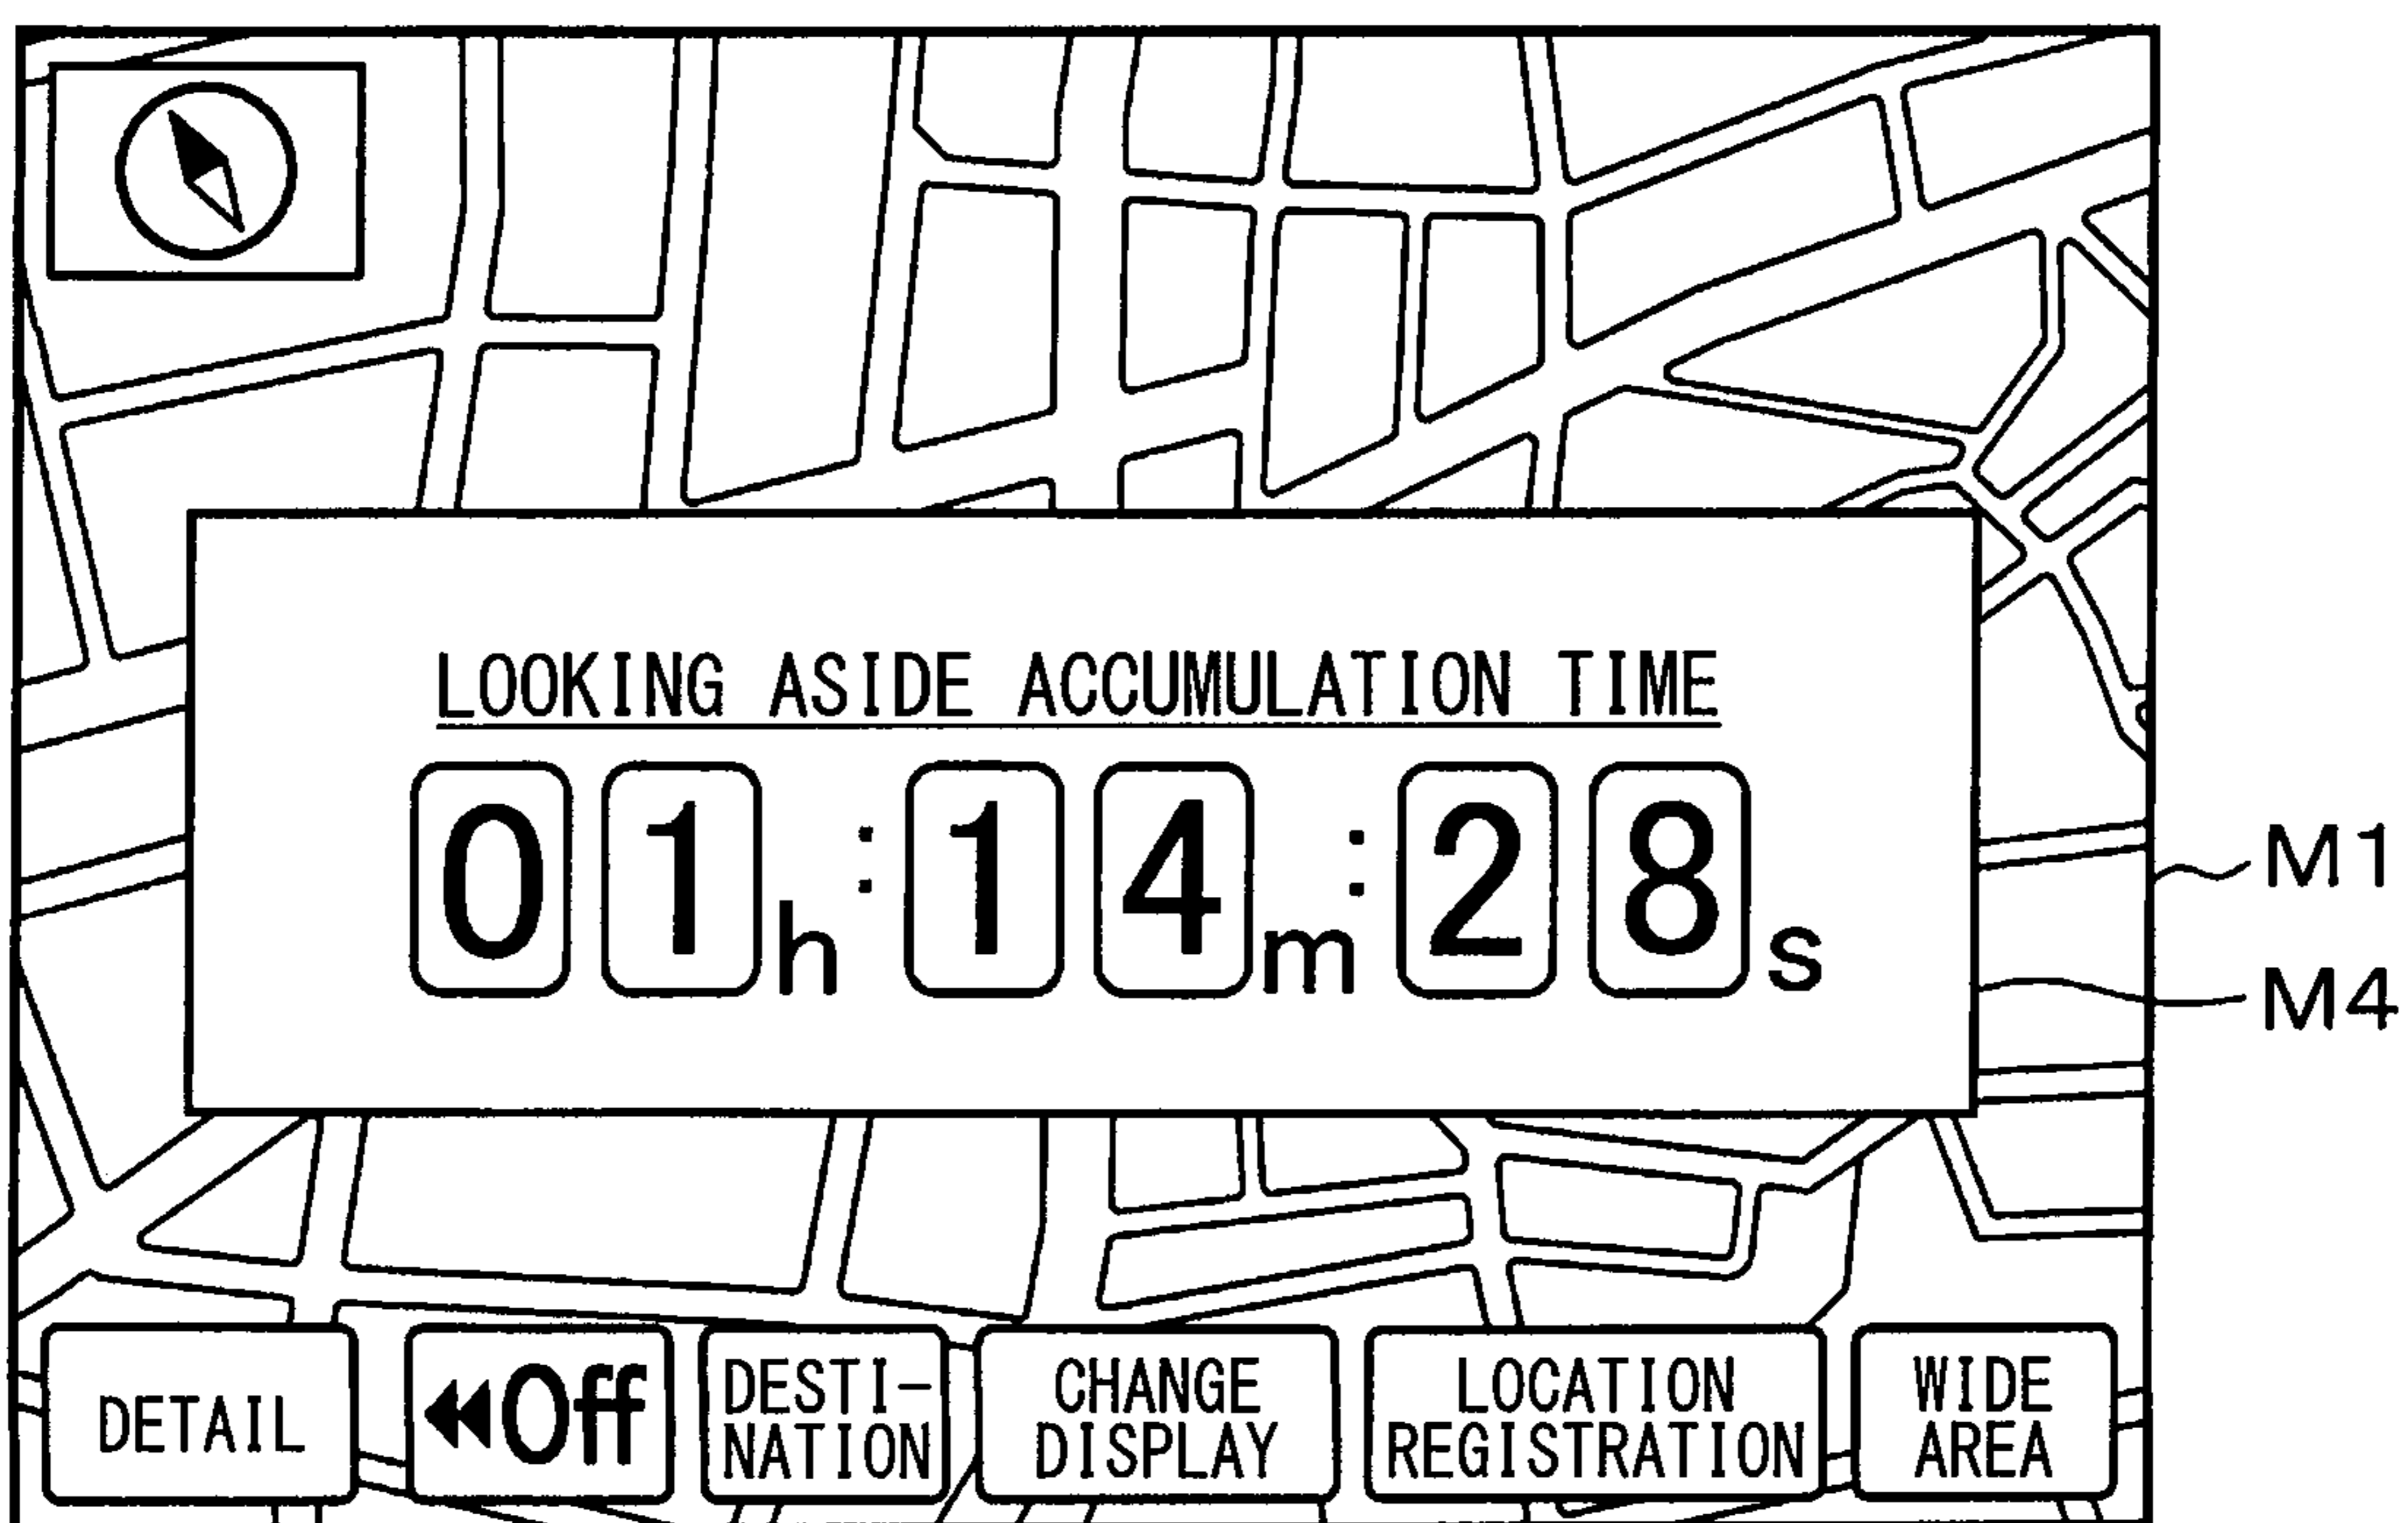 LOOKING ASIDE ACCUMULATION TIME
01h:14m:28s
M1
M4
DETAIL
Off
DESTI-
NATION
CHANGE
DISPLAY
LOCATION
REGISTRATION
WIDE
AREA